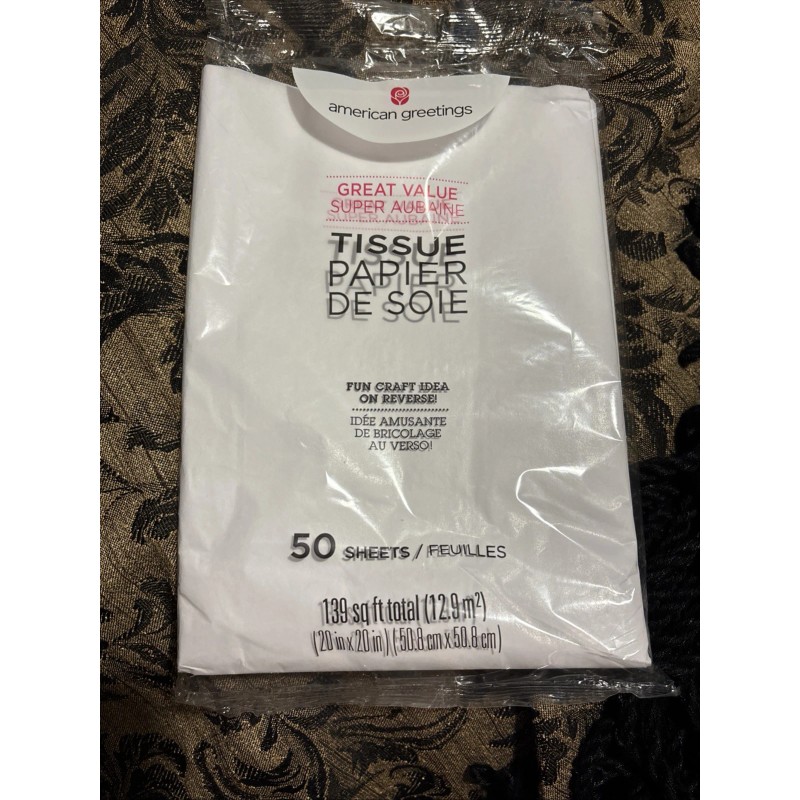 american greetings
GREAT VALUE
SUPER AUBAINE
TISSUE
PAPIER
DE SOIE
FUN CRAFT IDEA
ON REVERSE!
IDÉE AMUSANTE
DE BRICOLAGE
AU VERSO!
50 SHEETS / FEUILLES
139 sq ft total (12.9 m²)
(20 in x 20 in) (50.8 cm x 50.8 cm)